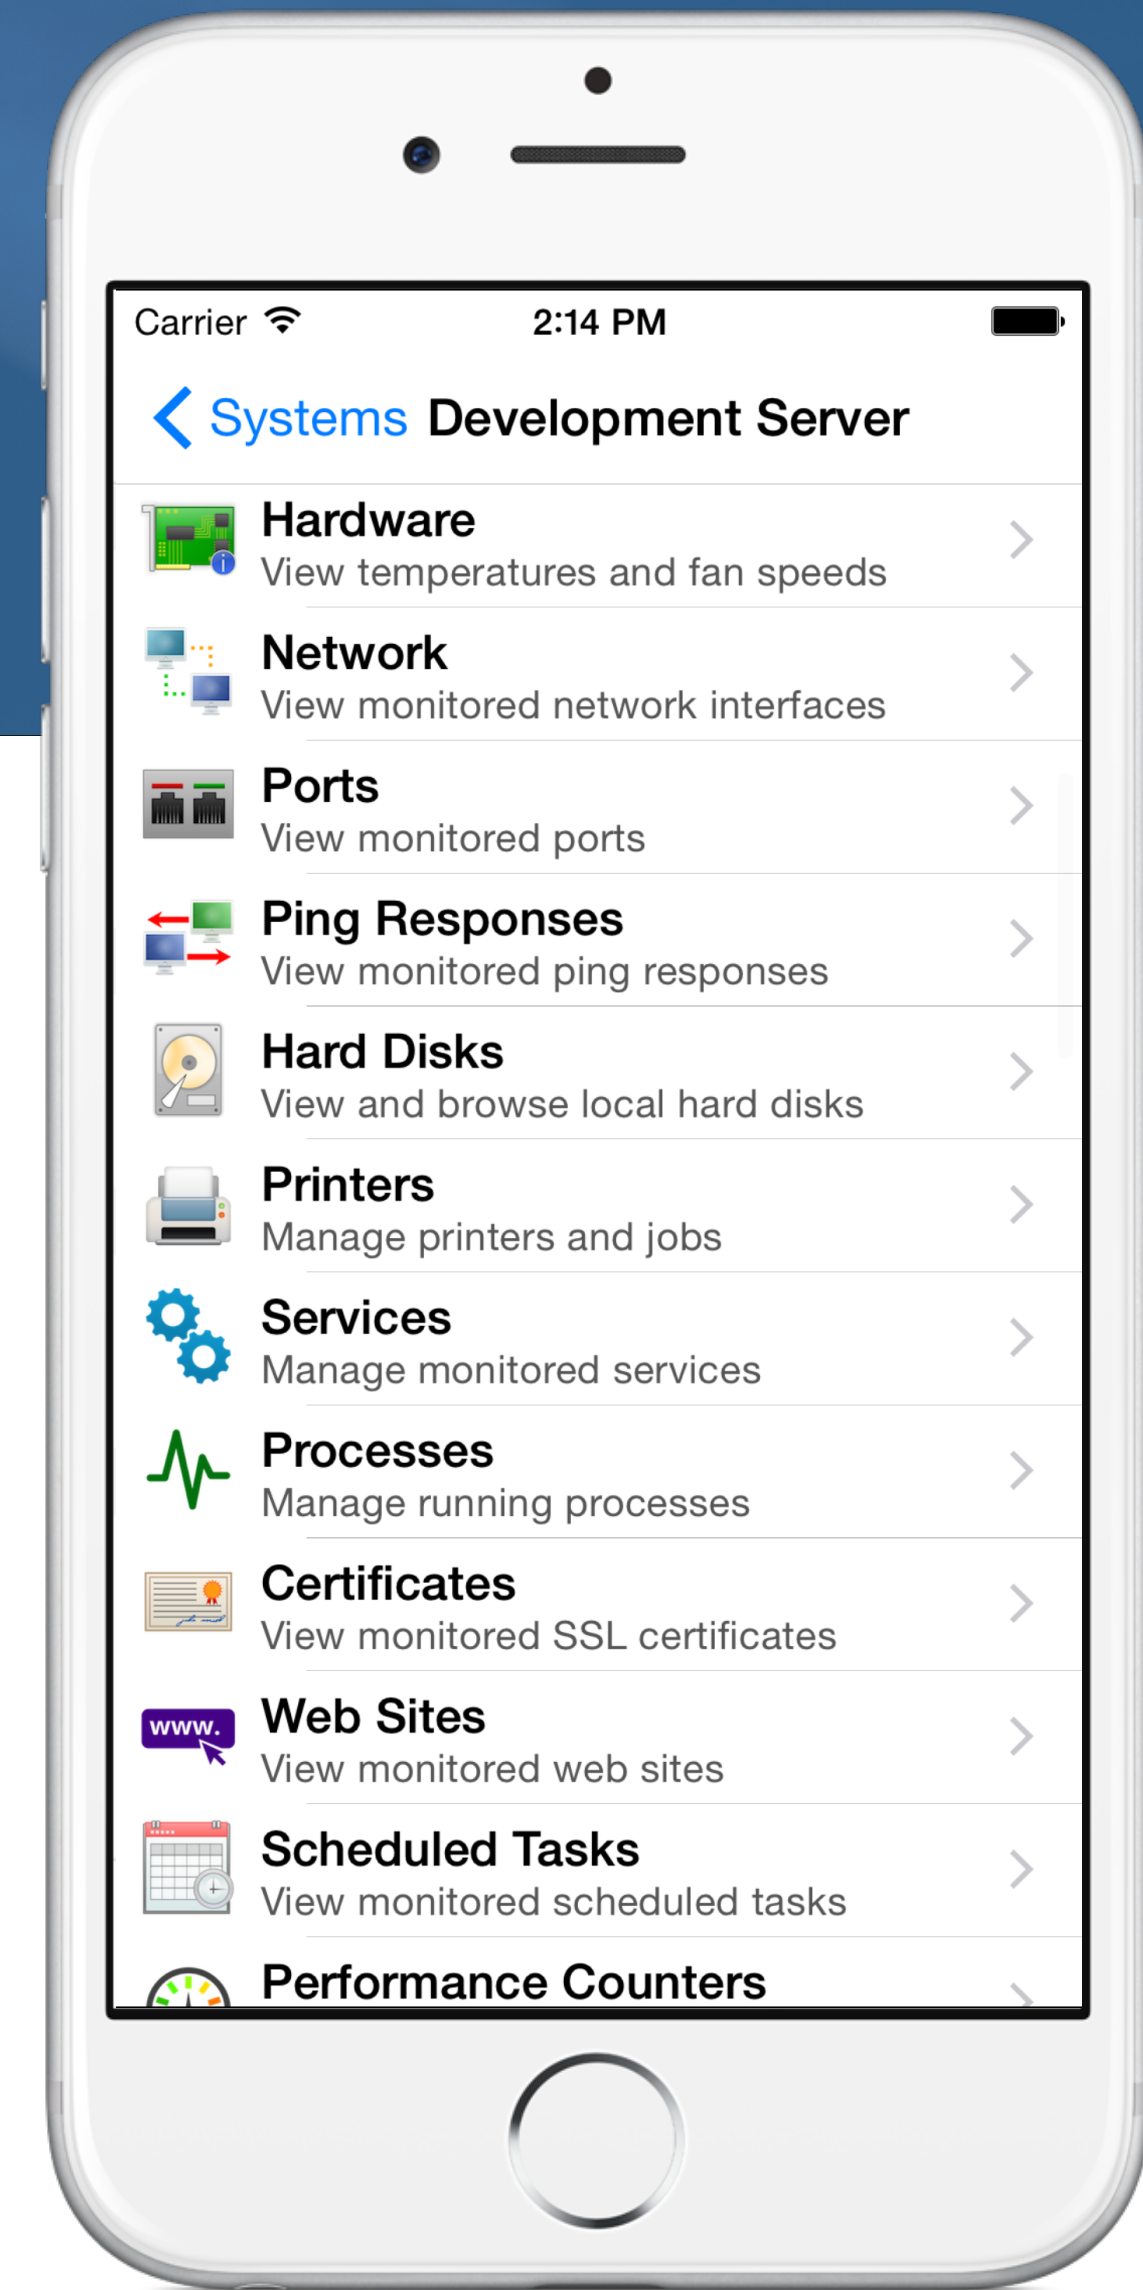 Carrier 2:14 PM
Systems Development Server
Hardware
View temperatures and fan speeds
Network
View monitored network interfaces
Ports
View monitored ports
Ping Responses
View monitored ping responses
Hard Disks
View and browse local hard disks
Printers
Manage printers and jobs
Services
Manage monitored services
Processes
Manage running processes
Certificates
View monitored SSL certificates
www.
Web Sites
View monitored web sites
Scheduled Tasks
View monitored scheduled tasks
Performance Counters